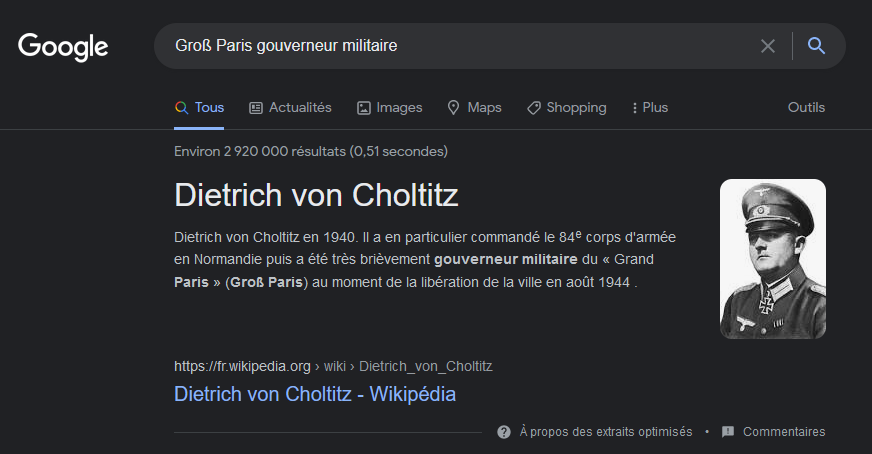 Google
Groß Paris gouverneur militaire
Tous
Actualités
Images
Maps
Shopping
Plus
Outils
Environ 2 920 000 résultats (0,51 secondes)
Dietrich von Choltitz
Dietrich von Choltitz en 1940. Il a en particulier commandé le 84e corps d'armée
en Normandie puis a été très brièvement gouverneur militaire du « Grand
Paris » (Groß Paris) au moment de la libération de la ville en août 1944 .
https://fr.wikipedia.org › wiki › Dietrich_von_Choltitz
Dietrich von Choltitz - Wikipédia
À propos des extraits optimisés • Commentaires